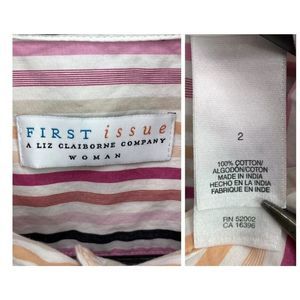 FIRST issue
A LIZ CLAIBORNE COMPANY
WOMAN
2
100% COTTON/
ALGODÓN/COTON
MADE IN INDIA
HECHO EN LA INDIA
FABRIQUE EN INDE
RN 52002
CA 16396